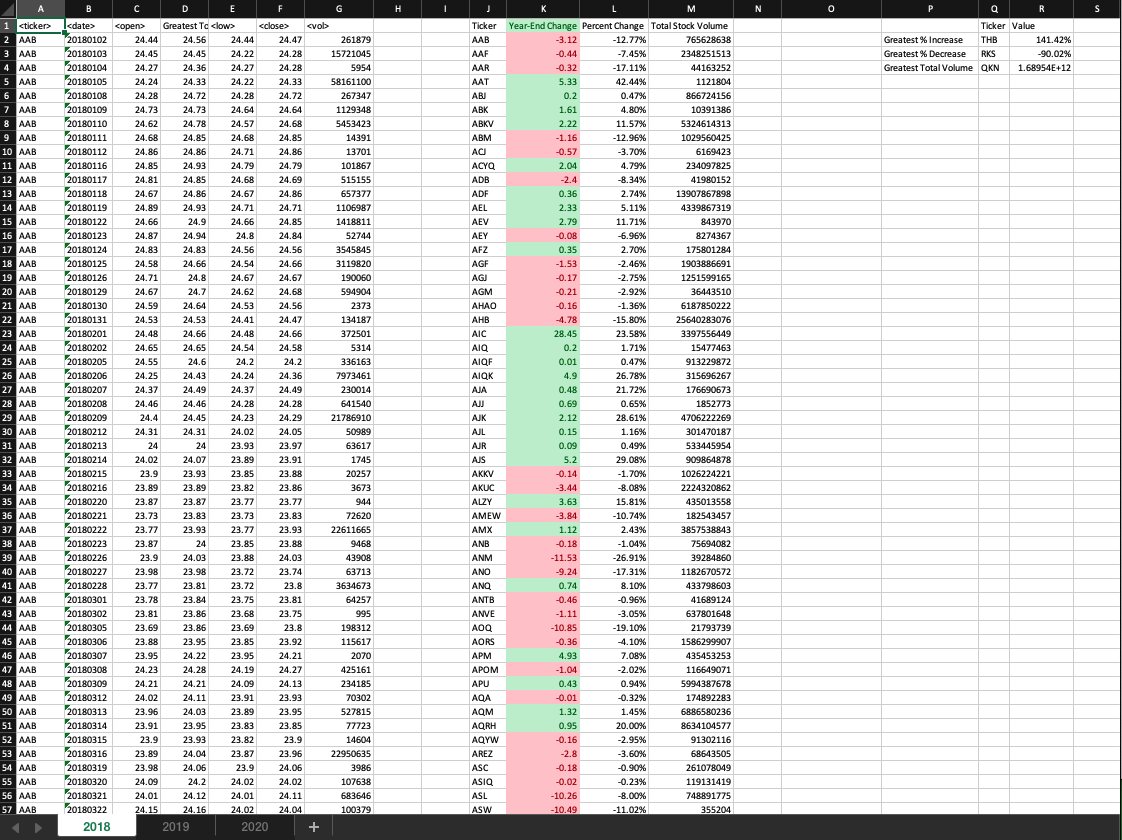 A B C D E F G H I J K L M N O P Q R S
1 <ticker> <date> <open> Greatest To <low> <close> <vol> Ticker Year-End Change Percent Change Total Stock Volume Ticker Value
2 AAB 20180102 24.44 24.56 24.44 24.47 261879 AAB -3.12 -12.77% 765628638 Greatest % Increase THB 141.42%
3 AAB 20180103 24.45 24.45 24.22 24.28 15721045 AAF -0.44 -7.45% 2348251513 Greatest % Decrease RKS -90.02%
4 AAB 20180104 24.27 24.36 24.27 24.28 5954 AAR -0.32 -17.11% 44163252 Greatest Total Volume QKN 1.68954E+12
5 AAB 20180105 24.24 24.33 24.33 24.33 58161100 AAT 5.33 42.44% 1121804
6 AAB 20180108 24.28 24.72 24.28 24.72 267347 ABJ 0.2 0.47% 866724156
7 AAB 20180109 24.73 24.73 24.64 24.64 1129348 ABK 1.61 4.80% 10391386
8 AAB 20180110 24.62 24.78 24.57 24.68 5453423 ABKV 2.22 11.57% 5324614313
9 AAB 20180111 24.68 24.85 24.68 24.85 14391 ABM -1.16 -12.96% 1029560425
10 AAB 20180112 24.86 24.86 24.71 24.86 13701 ACJ -0.57 -3.70% 6169423
11 AAB 20180116 24.85 24.93 24.79 24.79 101867 ACYQ 2.04 4.79% 234097825
12 AAB 20180117 24.81 24.85 24.68 24.69 515155 ADB -2.4 -8.34% 41980152
13 AAB 20180118 24.67 24.86 24.67 24.86 657377 ADF 0.36 2.74% 13907867898
14 AAB 20180119 24.89 24.93 24.71 24.71 1106987 AEL 2.33 5.11% 4339867319
15 AAB 20180122 24.66 24.9 24.66 24.85 1418811 AEV 2.79 11.71% 843970
16 AAB 20180123 24.87 24.94 24.8 24.84 52744 AEY -0.08 -6.96% 8274367
17 AAB 20180124 24.83 24.83 24.56 24.56 3545845 AFZ 0.35 2.70% 175801284
18 AAB 20180125 24.58 24.66 24.54 24.66 3119820 AGF -1.53 -2.46% 1903886691
19 AAB 20180126 24.71 24.8 24.67 24.67 190060 AGJ -0.17 -2.75% 1251599165
20 AAB 20180129 24.67 24.7 24.62 24.68 594904 AGM -0.21 -2.92% 36443510
21 AAB 20180130 24.59 24.64 24.53 24.56 2373 AHAO -0.16 -1.36% 6187850222
22 AAB 20180131 24.53 24.53 24.41 24.47 134187 AHB -4.78 -15.80% 25640283076
23 AAB 20180201 24.48 24.66 24.48 24.66 372501 AIC 28.45 23.58% 3397556449
24 AAB 20180202 24.65 24.65 24.54 24.58 5314 AIQ 0.2 1.71% 15477463
25 AAB 20180205 24.55 24.6 24.2 24.2 336163 AIQF 0.01 0.47% 913229872
26 AAB 20180206 24.25 24.43 24.24 24.36 7973461 AIQK 4.9 26.78% 315696267
27 AAB 20180207 24.37 24.49 24.37 24.49 230014 AJA 0.48 21.72% 176690673
28 AAB 20180208 24.46 24.46 24.28 24.28 641540 AJJ 0.69 0.65% 1852773
29 AAB 20180209 24.4 24.45 24.23 24.29 21786910 AJK 2.12 28.61% 4706222269
30 AAB 20180212 24.31 24.31 24.02 24.05 50989 AJL 0.15 1.16% 301470187
31 AAB 20180213 24 24 23.93 23.97 63617 AJR 0.09 0.49% 533445954
32 AAB 20180214 24.02 24.07 23.89 23.91 1745 AJS 5.2 29.08% 909864878
33 AAB 20180215 23.9 23.93 23.85 23.88 20257 AKKV -0.14 -1.70% 1026224221
34 AAB 20180216 23.89 23.89 23.82 23.86 3673 AKUC -3.44 -8.08% 2224320862
35 AAB 20180220 23.87 23.87 23.77 23.77 944 ALZY 3.63 15.81% 435013558
36 AAB 20180221 23.73 23.83 23.73 23.83 72620 AMEW -3.84 -10.74% 182543457
37 AAB 20180222 23.77 23.93 23.77 23.93 22611665 AMX 1.12 2.43% 3857538843
38 AAB 20180223 23.87 24 23.85 23.88 9468 ANB -0.18 -1.04% 75694082
39 AAB 20180226 23.9 24.03 23.88 24.03 43908 ANM -11.53 -26.91% 39284860
40 AAB 20180227 23.98 23.98 23.72 23.74 63713 ANO -9.24 -17.31% 1182670572
41 AAB 20180228 23.77 23.81 23.72 23.8 3634673 ANQ 0.74 8.10% 433798603
42 AAB 20180301 23.78 23.84 23.75 23.81 64257 ANTB -0.46 -0.96% 41689124
43 AAB 20180302 23.81 23.86 23.68 23.75 995 ANVE -1.11 -3.05% 637801648
44 AAB 20180305 23.69 23.86 23.69 23.8 198312 AOQ -10.85 -19.10% 21793739
45 AAB 20180306 23.88 23.95 23.85 23.92 115617 AORS -0.36 -4.10% 1586299907
46 AAB 20180307 23.95 24.22 23.95 24.21 2070 APM 4.93 7.08% 435453253
47 AAB 20180308 24.23 24.28 24.19 24.27 425161 APOM -1.04 -2.02% 116649071
48 AAB 20180309 24.21 24.21 24.09 24.13 234185 APU 0.43 0.94% 5994387678
49 AAB 20180312 24.02 24.11 23.91 23.93 70302 AQA -0.01 -0.32% 174892283
50 AAB 20180313 23.96 24.03 23.89 23.95 527815 AQM 1.32 1.45% 6886580236
51 AAB 20180314 23.91 23.95 23.83 23.85 77723 AQRH 0.95 20.00% 8634104577
52 AAB 20180315 23.9 23.93 23.82 23.9 14604 AQYW -0.16 -2.95% 91302116
53 AAB 20180316 23.89 24.04 23.87 23.96 22950635 AREZ -2.8 -3.60% 68643505
54 AAB 20180319 23.98 24.06 23.9 24.06 3986 ASC -0.18 -0.90% 261078049
55 AAB 20180320 24.09 24.2 24.02 24.02 107638 ASIQ -0.02 -0.23% 119131419
56 AAB 20180321 24.01 24.12 24.01 24.11 683646 ASL -10.26 -8.00% 748891775
57 AAB 20180322 24.15 24.16 24.02 24.04 100379 ASW -10.49 -11.02% 355204
2018 2019 2020 +